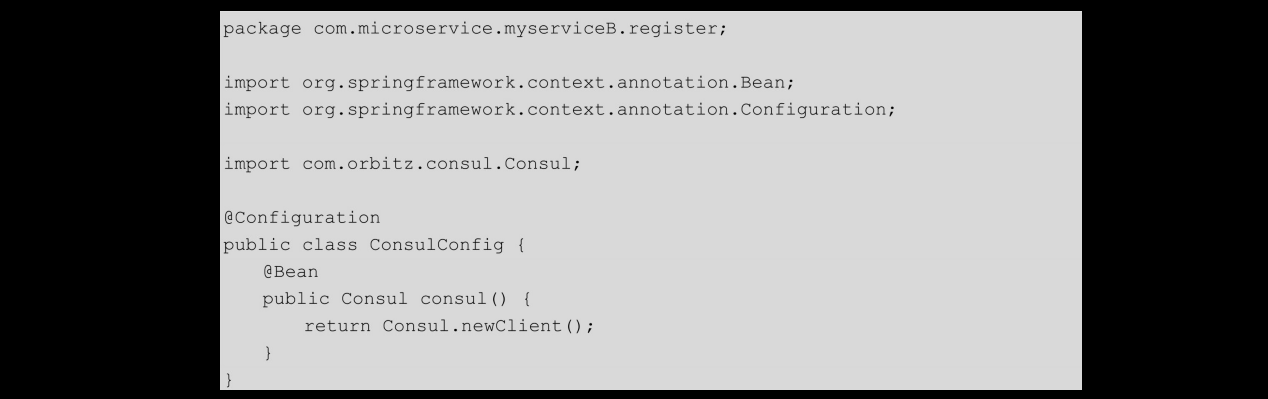 package com.microservice.myserviceB.register;
import org.springframework.context.annotation.Bean;
import org.springframework.context.annotation.Configuration;
import com.orbitz.consul.Consul;
@Configuration
public class ConsulConfig {
@Bean
public Consul consul() {
return Consul.newClient();
}
}